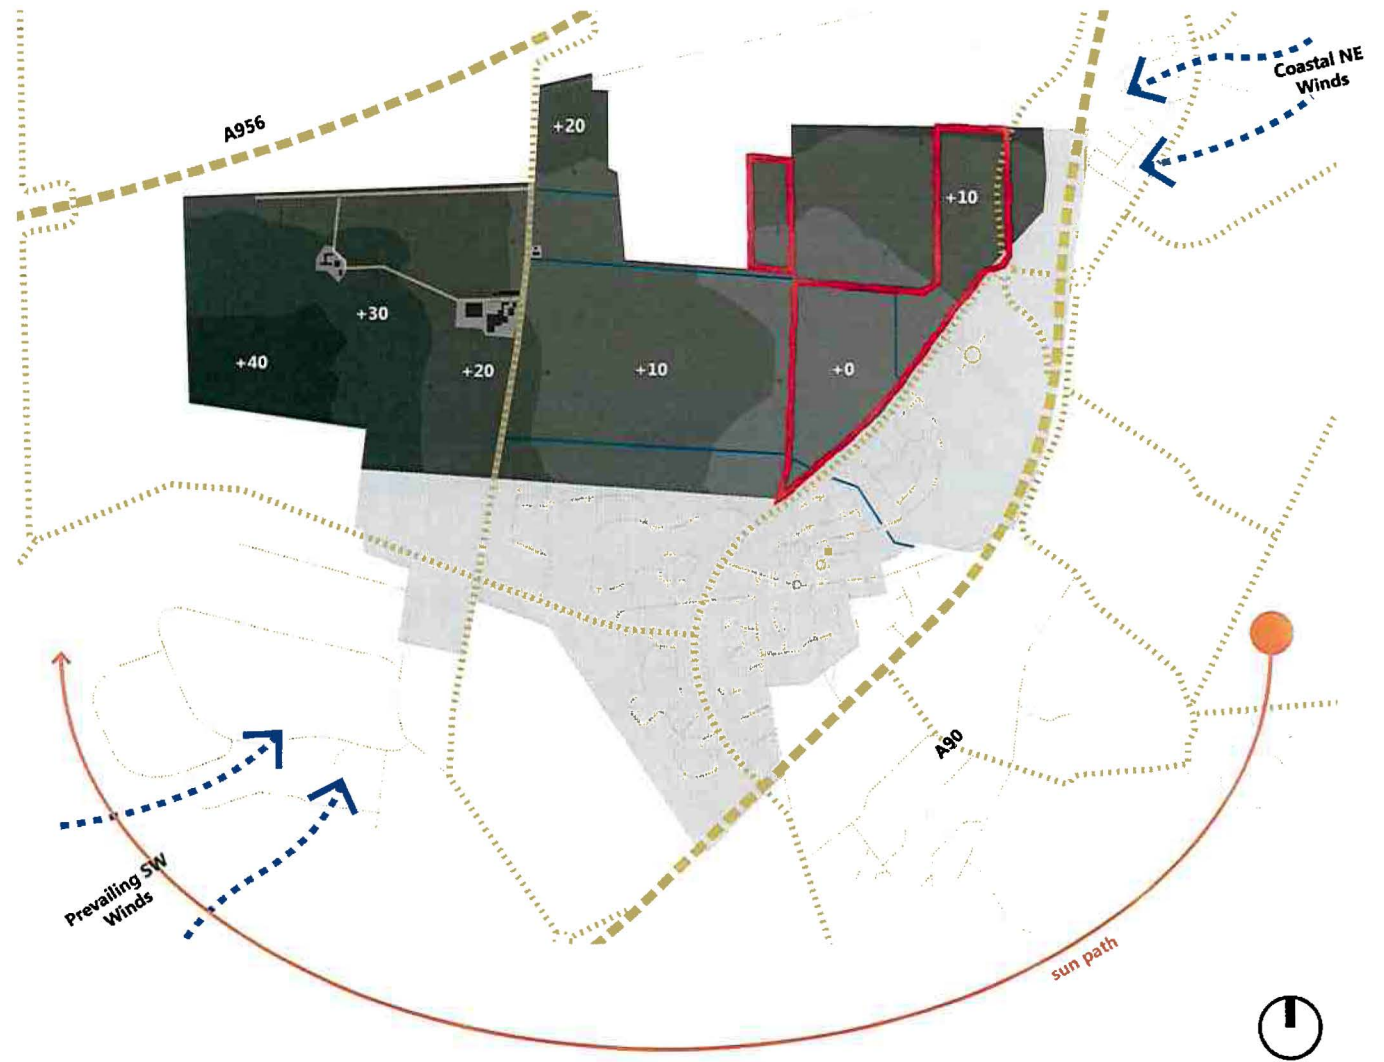 Coastal NE
Winds
A956
+20
+10
+30
+40
+20
+10
+0
A90
Prevailing SW
Winds
sun path